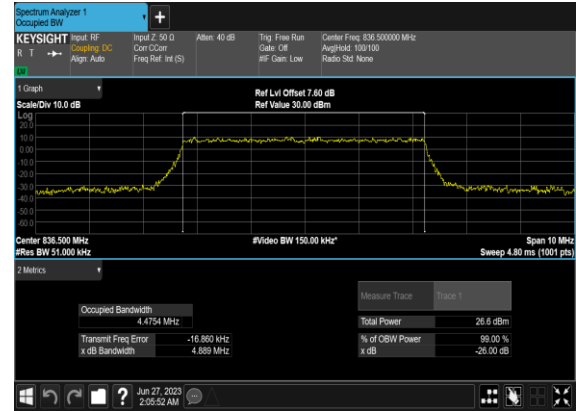 Spectrum Analyzer 1
Occupied BW
+
KEYSIGHT Input: RF Input Z: 50 Ω Atten: 40 dB Trig: Free Run Center Freq: 836.500000 MHz
R T Coupling: DC Corr CCorr Gate: Off Avg|Hold: 100/100
Align: Auto Freq Ref: Int (S) #IF Gain: Low Radio Std: None
LV
1 Graph
Ref Lvl Offset 7.60 dB
Scale/Div 10.0 dB Ref Value 30.00 dBm
Log
20.0
10.0
0.00
-10.0
-20.0
-30.0
-40.0
-50.0
-60.0
Center 836.500 MHz #Video BW 150.00 kHz* Span 10 MHz
#Res BW 51.000 kHz Sweep 4.80 ms (1001 pts)
2 Metrics
Measure Trace Trace 1
Occupied Bandwidth
4.4754 MHz Total Power 26.6 dBm
Transmit Freq Error -16.860 kHz % of OBW Power 99.00 %
x dB Bandwidth 4.889 MHz x dB -26.00 dB
? Jun 27, 2023
2:05:52 AM